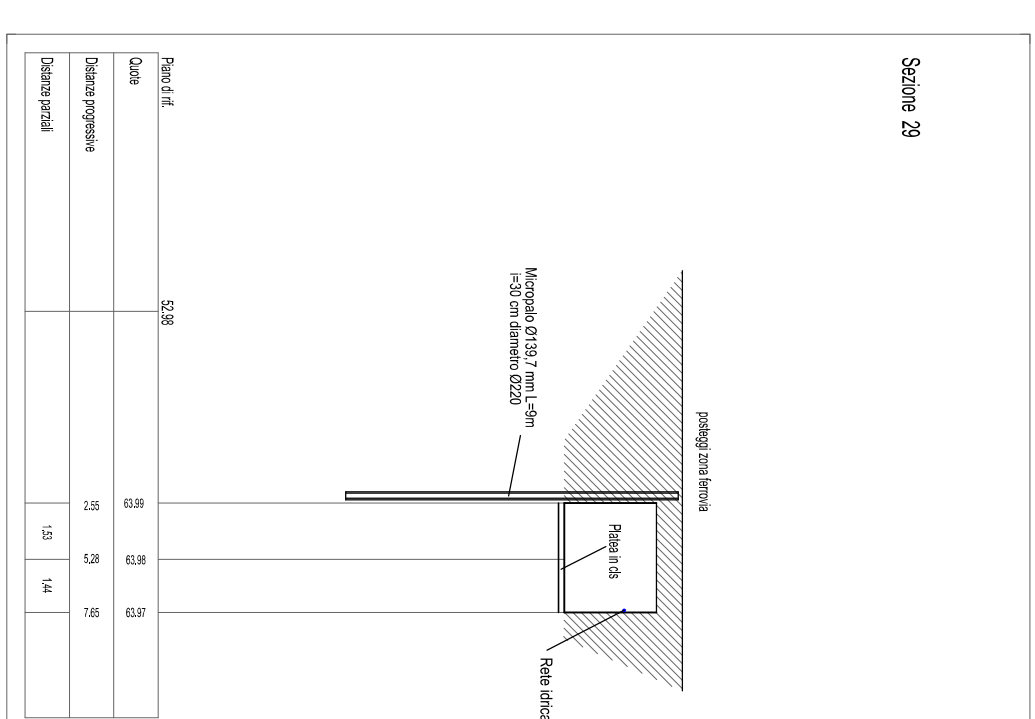 Sezione 29
posteggi zona ferrovia
Micropalo Ø139,7 mm L=9m
i=30 cm diametro Ø220
Platea in cls
Rete idrica
Piano di rif.
52.98
Quote
63.99
63.98
63.97
Distanze progressive
2.55
5.28
7.65
Distanze parziali
1.53
1.44